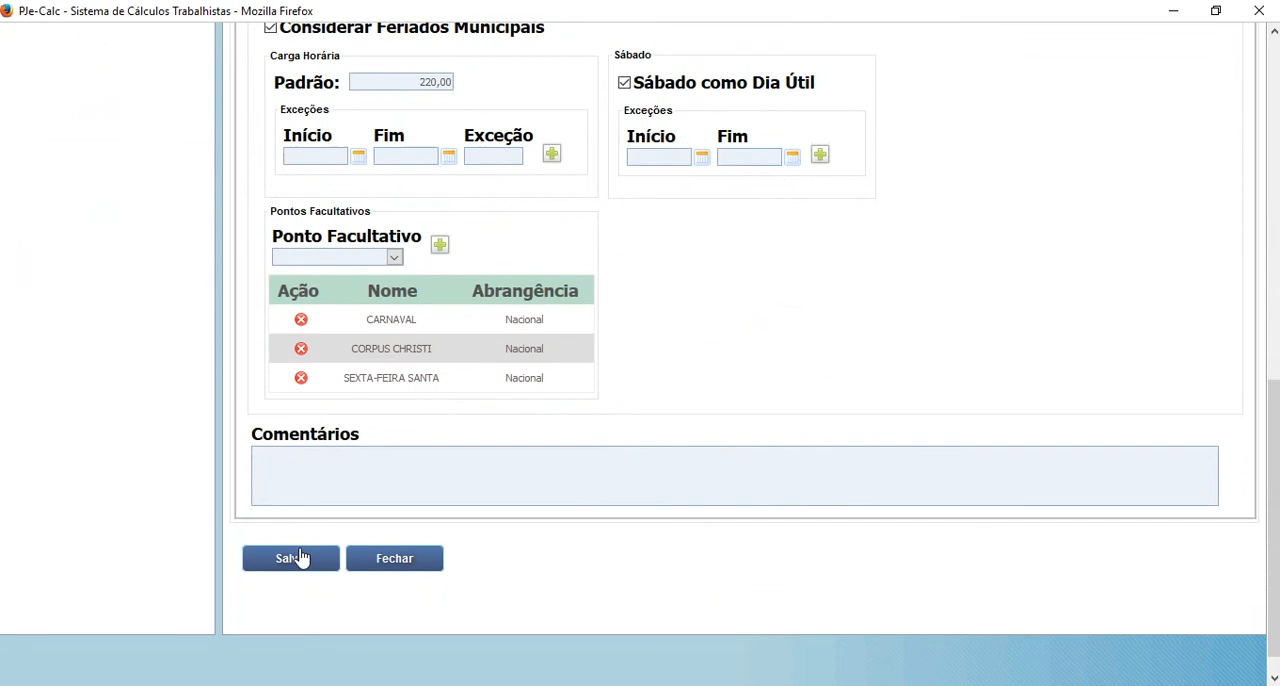 PJe-Calc - Sistema de Cálculos Trabalhistas - Mozilla Firefox
Considerar Feriados Municipais
Carga Horária
Padrão: 220,00
Exceções
Início Fim Exceção
Sábado
Sábado como Dia Útil
Exceções
Início Fim
Pontos Facultativos
Ponto Facultativo
Ação Nome Abrangência
CARNAVAL Nacional
CORPUS CHRISTI Nacional
SEXTA-FEIRA SANTA Nacional
Comentários
Fechar